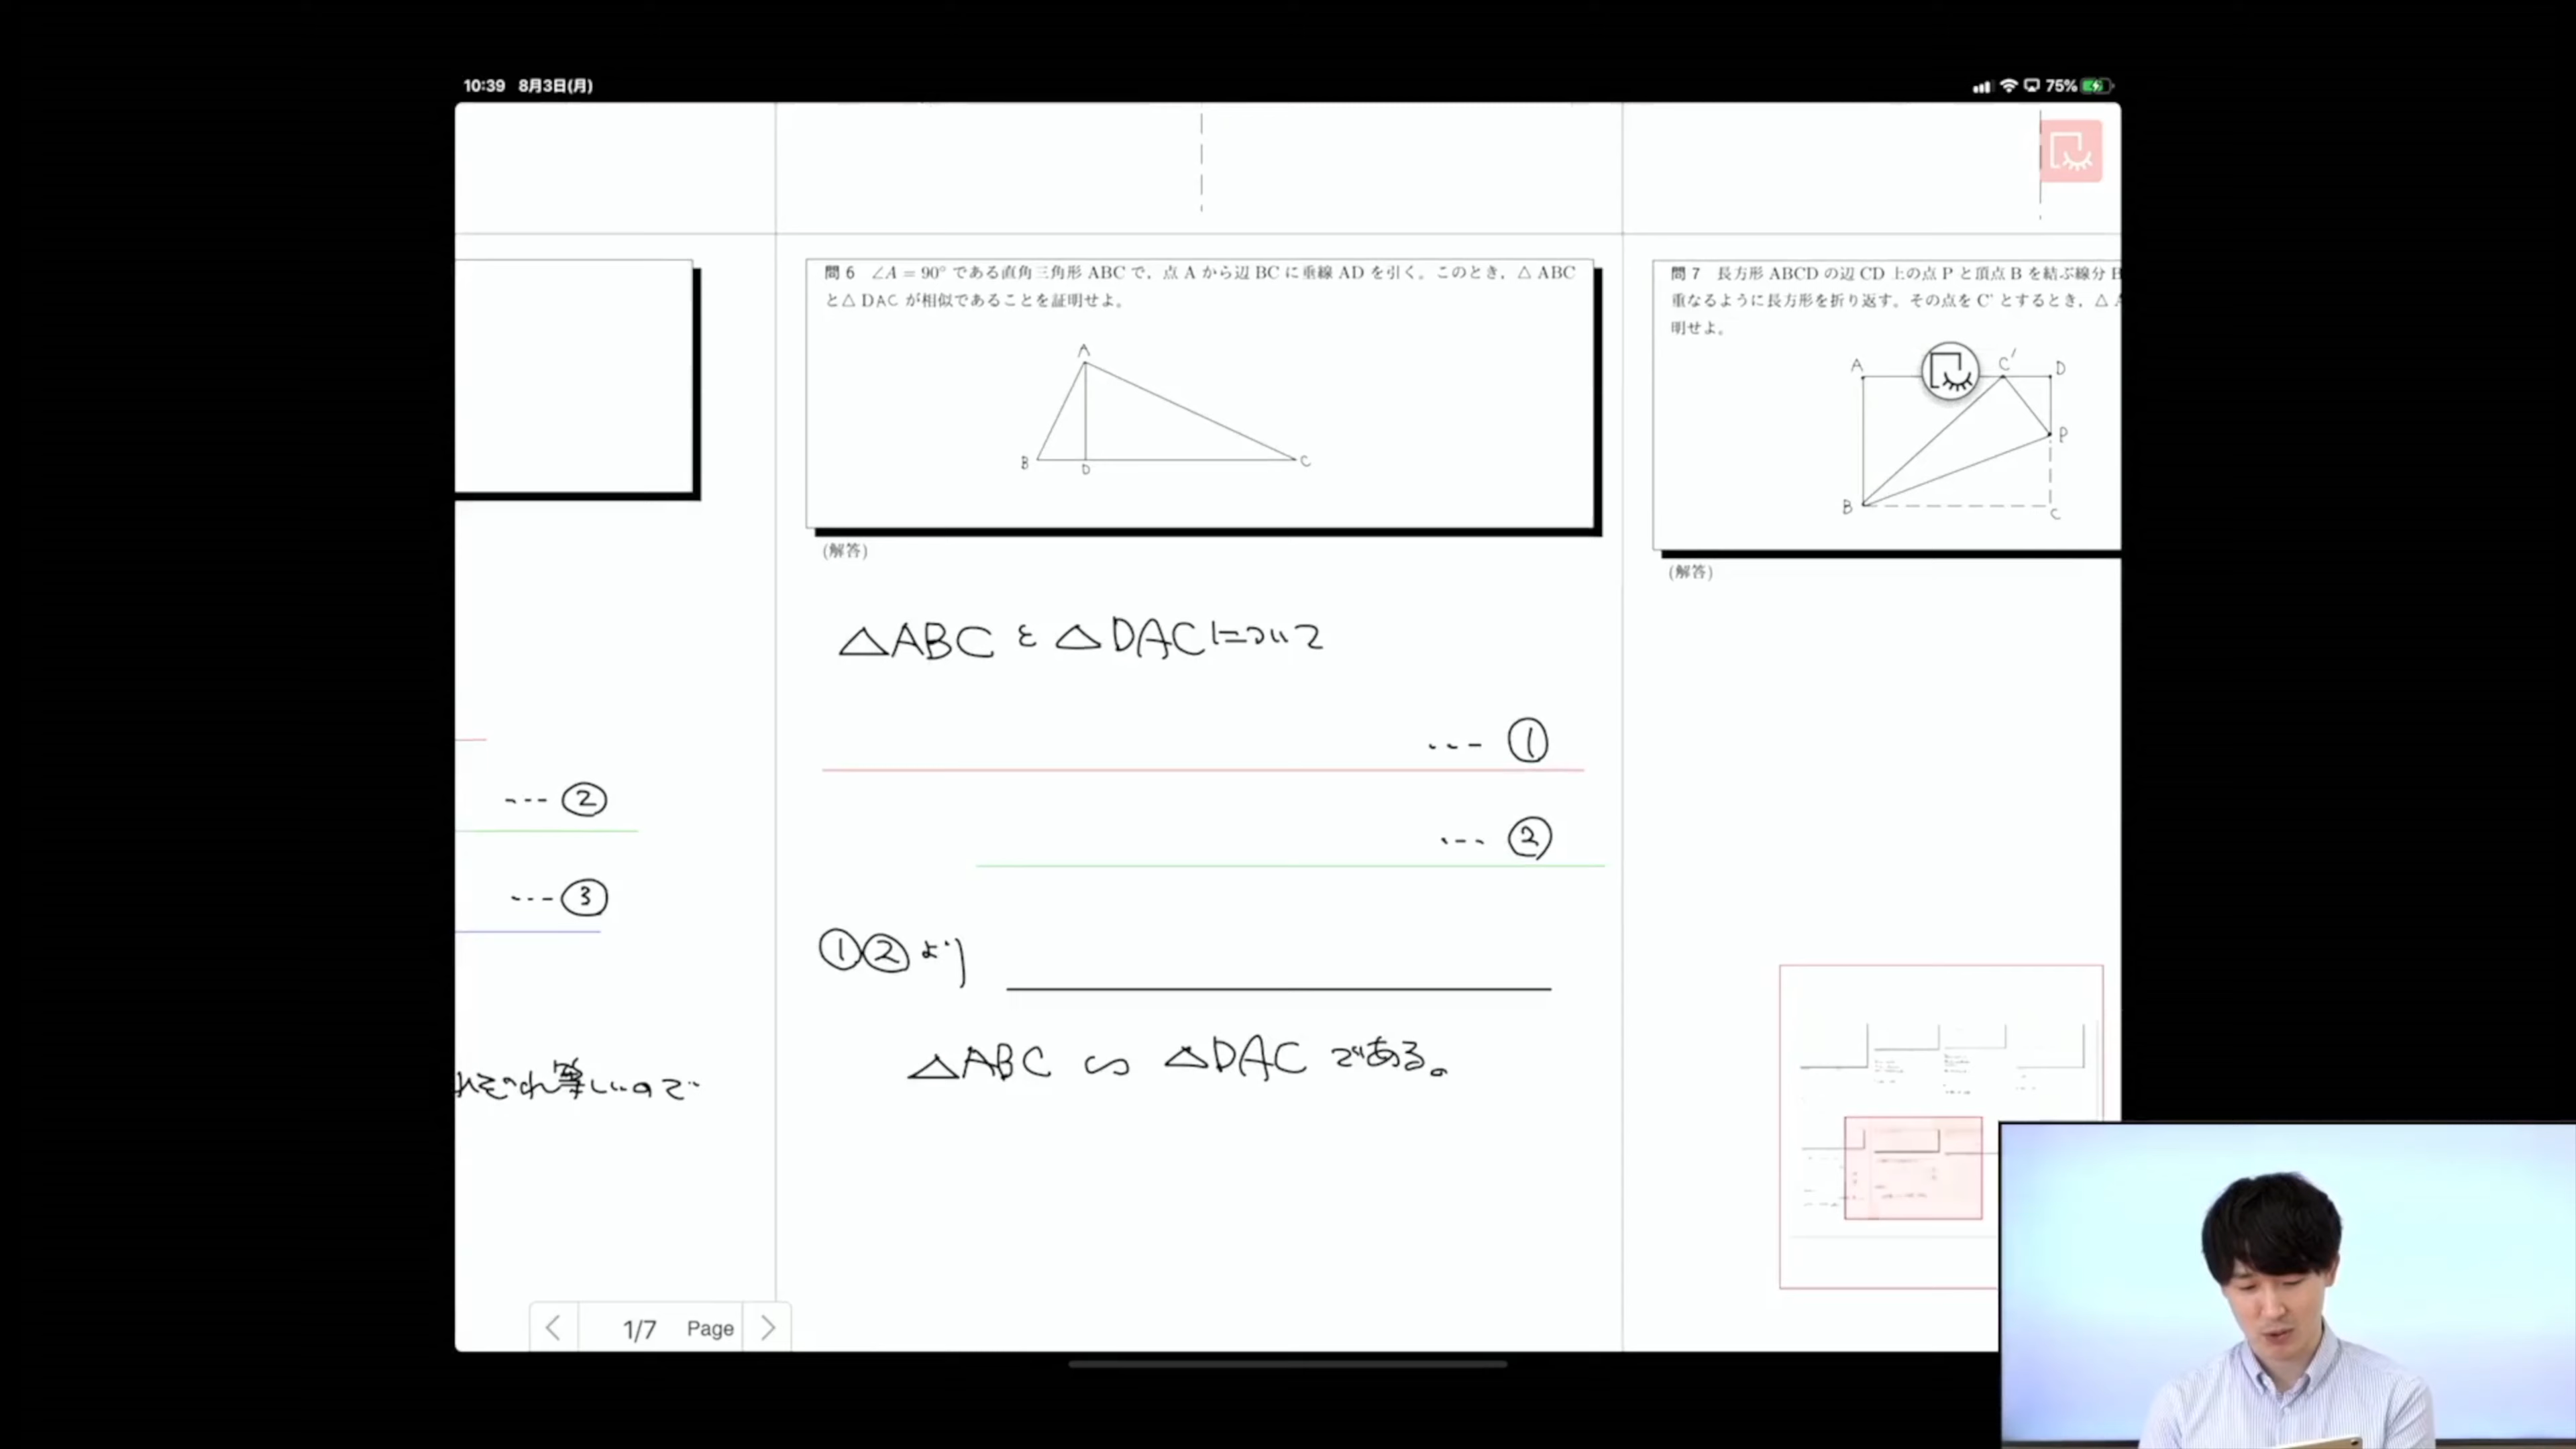 10:39 8月3日(月)
75%
問 6 ∠A = 90° である直角三角形 ABC で，点 A から辺 BC に垂線 AD を引く。このとき，△ ABC
と△ DAC が相似であることを証明せよ。
A
B
D
C
(解答)
△ABC と △DACについて
--- ①
--- ②
①② より
△ABC ∽ △DAC である。
問 7 長方形 ABCD の辺 CD 上の点 P と頂点 B を結ぶ線分 B
重なるように長方形を折り返す。その点を C' とするとき，△ A
明せよ。
A
C'
D
P
B
C
(解答)
--- ②
--- ③
れぞれ等しいので
1/7 Page